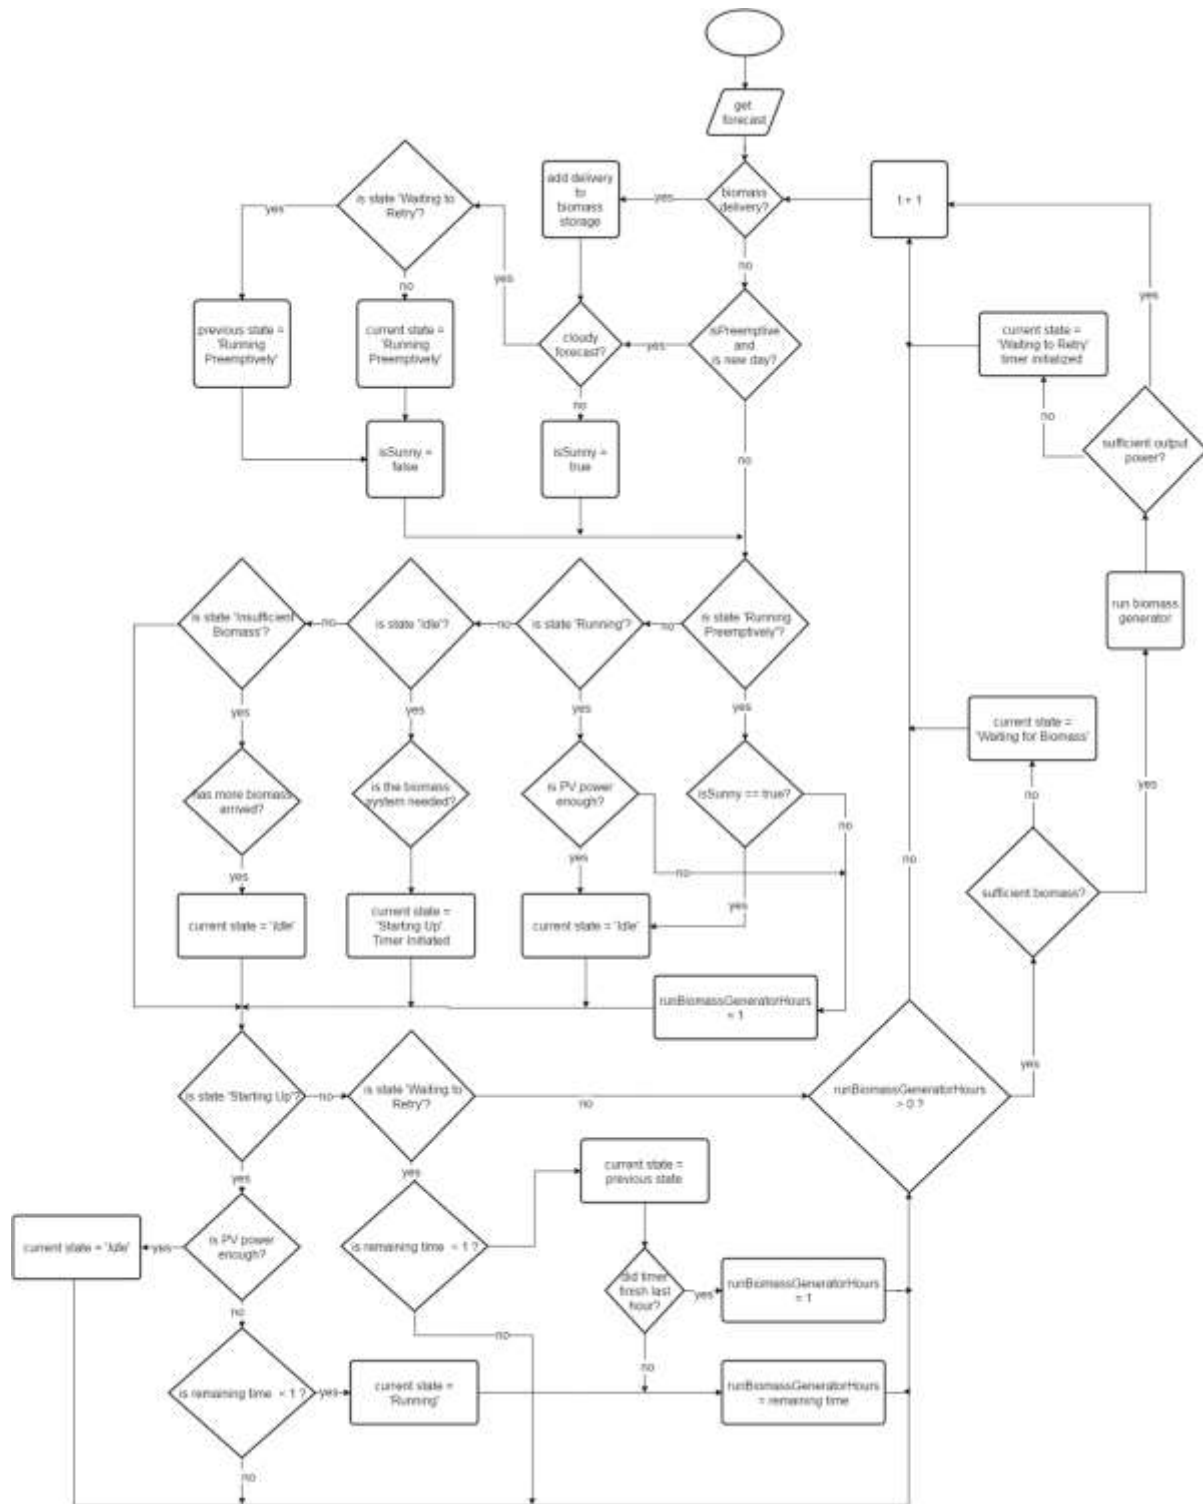 get
forecast
biomass
delivery?
yes
add delivery
to
biomass
storage
t + 1
is state 'Waiting to
Retry'?
yes
no
yes
no
yes
previous state =
'Running
Preemptively'
current state =
'Running
Preemptively'
cloudy
forecast?
yes
isPreemptive
and
is new day?
current state =
'Waiting to Retry'
timer initialized
no
no
isSunny =
false
isSunny =
true
no
sufficient output
power?
is state 'Insufficient
Biomass'?
no
is state 'Idle'?
no
is state 'Running'?
no
is state 'Running
Preemptively'?
run biomass
generator
yes
yes
yes
yes
current state =
'Waiting for Biomass'
has more biomass
arrived?
is the biomass
system needed?
is PV power
enough?
isSunny == true?
no
no
yes
no
yes
yes
yes
no
no
yes
sufficient biomass?
current state = 'Idle'
current state =
'Starting Up'.
Timer Initiated
current state = 'Idle'
runBiomassGeneratorHours
= 1
yes
is state 'Starting Up'?
no
is state 'Waiting to
Retry'?
no
runBiomassGeneratorHours
> 0 ?
yes
yes
current state =
previous state
current state = 'Idle'
yes
is PV power
enough?
is remaining time < 1 ?
did timer
finish last
hour?
yes
runBiomassGeneratorHours
= 1
no
no
no
is remaining time < 1 ?
yes
current state =
'Running'
runBiomassGeneratorHours
= remaining time
no